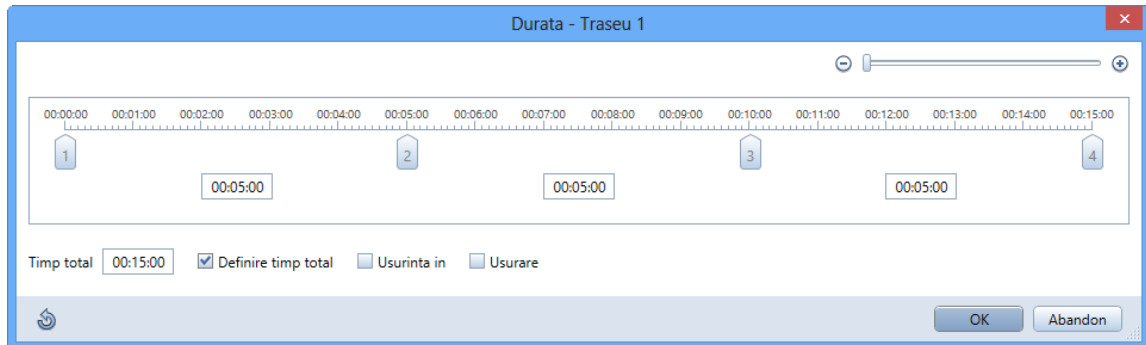 Durata - Traseu 1
00:00:00 00:01:00 00:02:00 00:03:00 00:04:00 00:05:00 00:06:00 00:07:00 00:08:00 00:09:00 00:10:00 00:11:00 00:12:00 00:13:00 00:14:00 00:15:00
1 2 3 4
00:05:00 00:05:00 00:05:00
Timp total 00:15:00 Definire timp total Usurinta in Usurare
OK Abandon